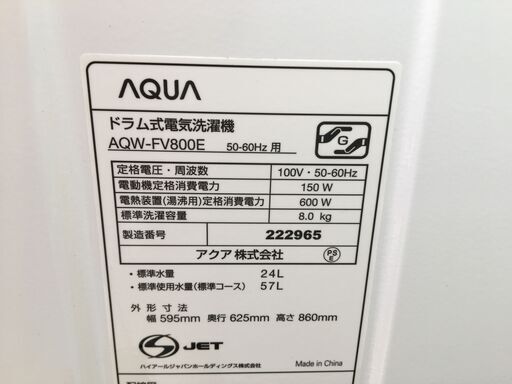 AQUA
ドラム式電気洗濯機
AQW-FV800E 50-60Hz 用
G
定格電圧・周波数 100V・50-60Hz
電動機定格消費電力 150 W
電熱装置(湯沸用)定格消費電力 600 W
標準洗濯容量 8.0 kg
製造番号 222965
アクア 株式会社 PSE
・標準水量 24L
・標準使用水量(標準コース) 57L
外 形 寸 法
幅 595mm 奥行 625mm 高さ 860mm
JET
ハイアールジャパンホールディングス株式会社 Made in China